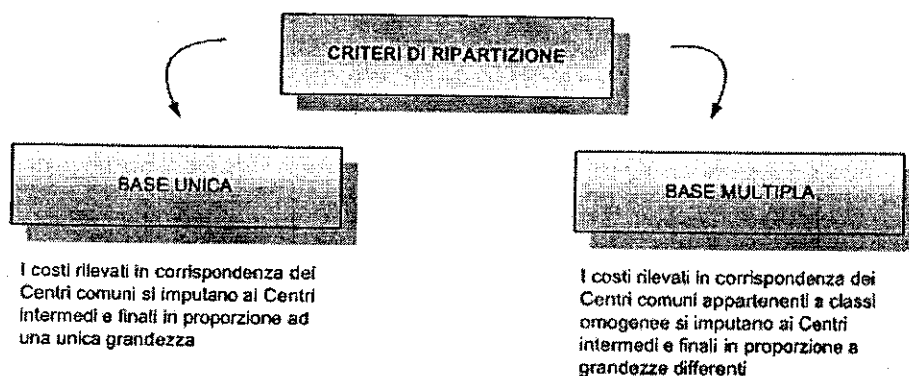 CRITERI DI RIPARTIZIONE
BASE UNICA
I costi rilevati in corrispondenza dei
Centri comuni si imputano ai Centri
intermedi e finali in proporzione ad
una unica grandezza
BASE MULTIPLA
I costi rilevati in corrispondenza dei
Centri comuni appartenenti a classi
omogenee si imputano ai Centri
intermedi e finali in proporzione a
grandezze differenti